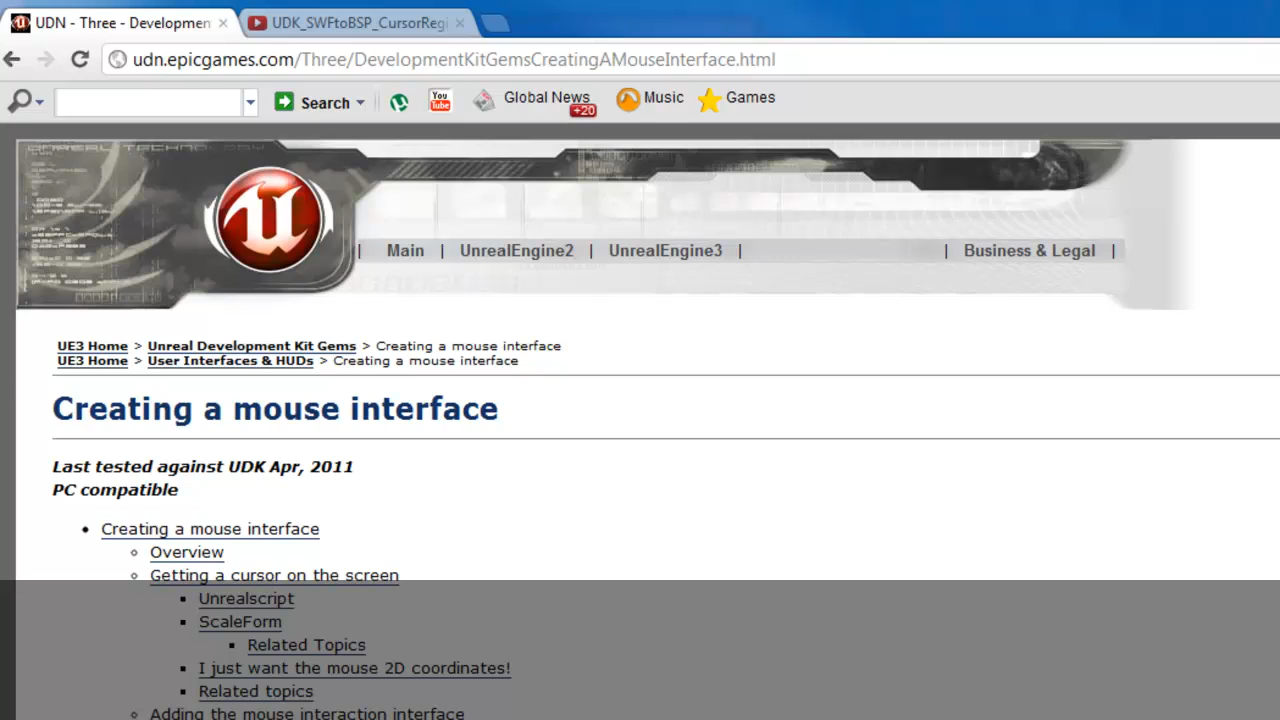 UDN - Three - Developmen
UDK_SWFtoBSP_CursorRegi
udn.epicgames.com/Three/DevelopmentKitGemsCreatingAMouseInterface.html
Search
You
Tube
Global News
+20
Music
Games
| Main | UnrealEngine2 | UnrealEngine3 | | Business & Legal |
UE3 Home > Unreal Development Kit Gems > Creating a mouse interface
UE3 Home > User Interfaces & HUDs > Creating a mouse interface
Creating a mouse interface
Last tested against UDK Apr, 2011
PC compatible
Creating a mouse interface
Overview
Getting a cursor on the screen
Unrealscript
ScaleForm
Related Topics
I just want the mouse 2D coordinates!
Related topics
Adding the mouse interaction interface